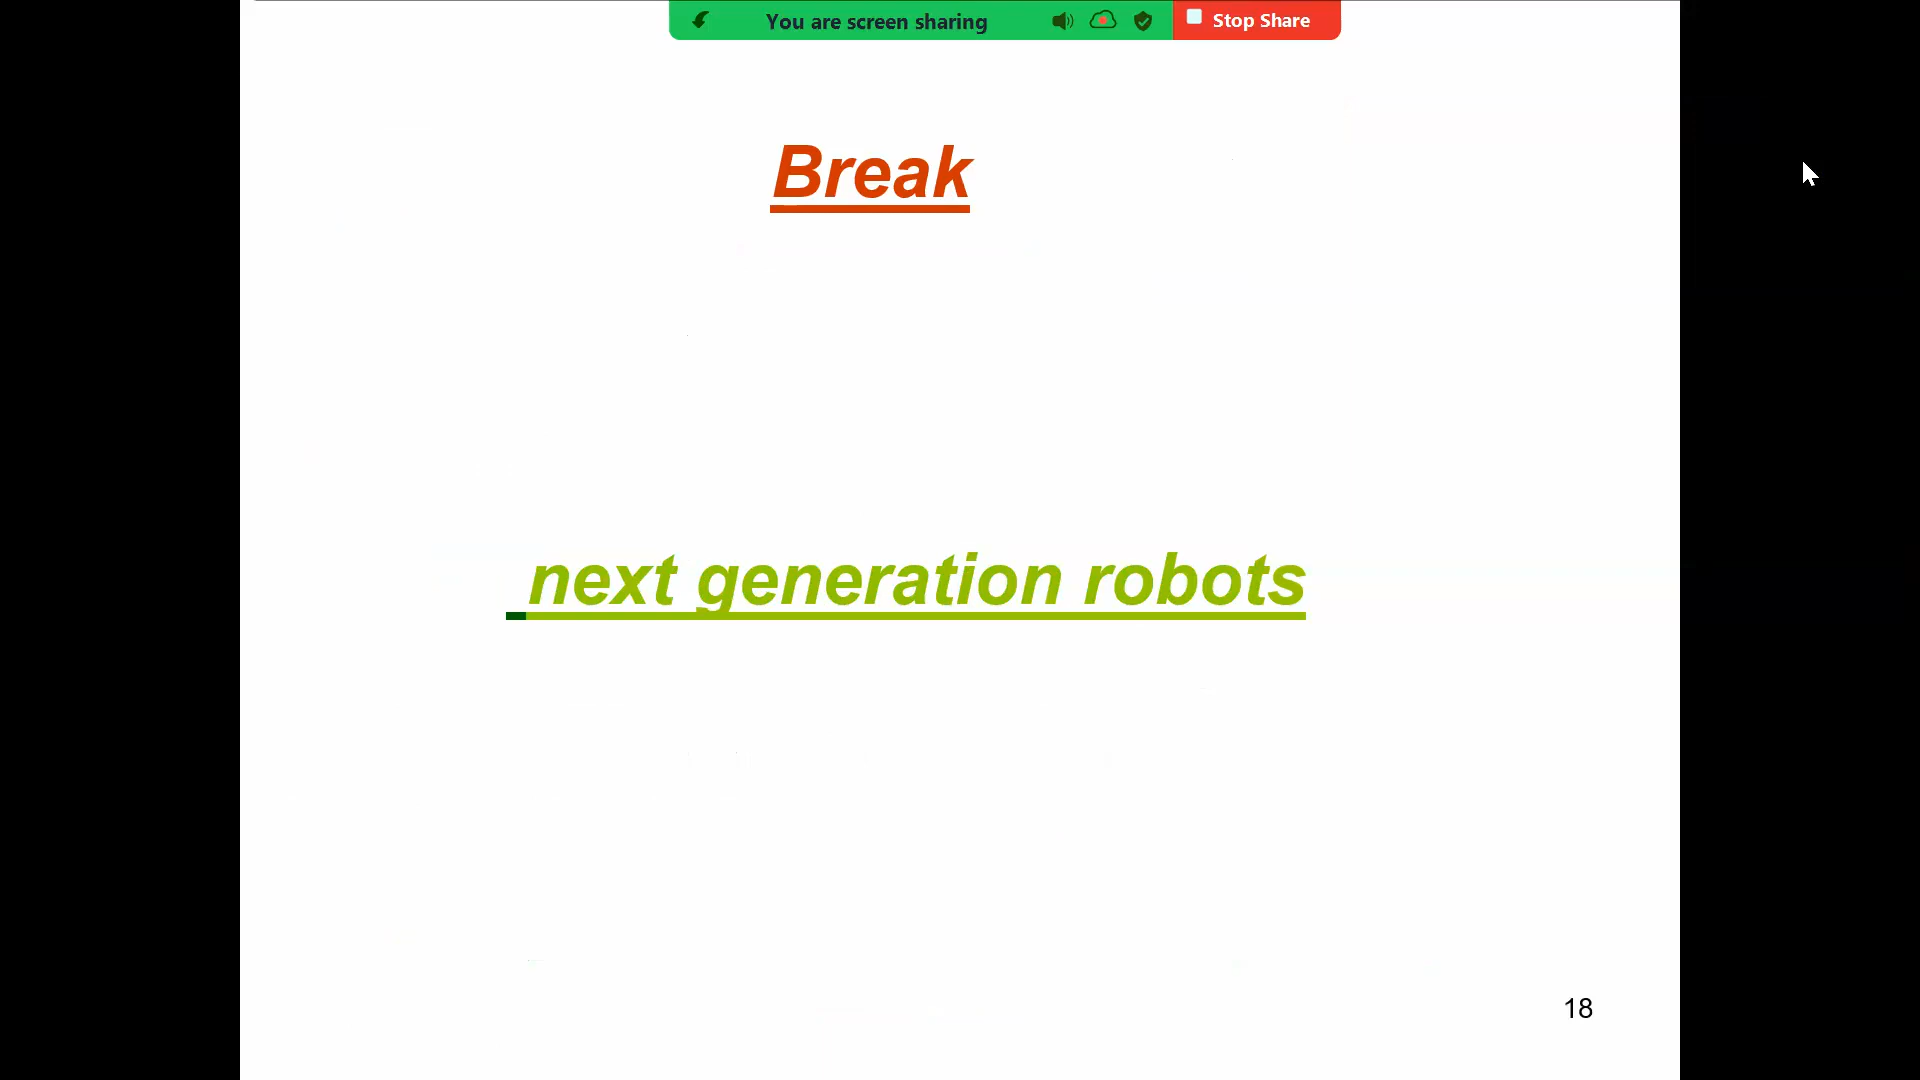 You are screen sharing
Stop Share
Break
next generation robots
18